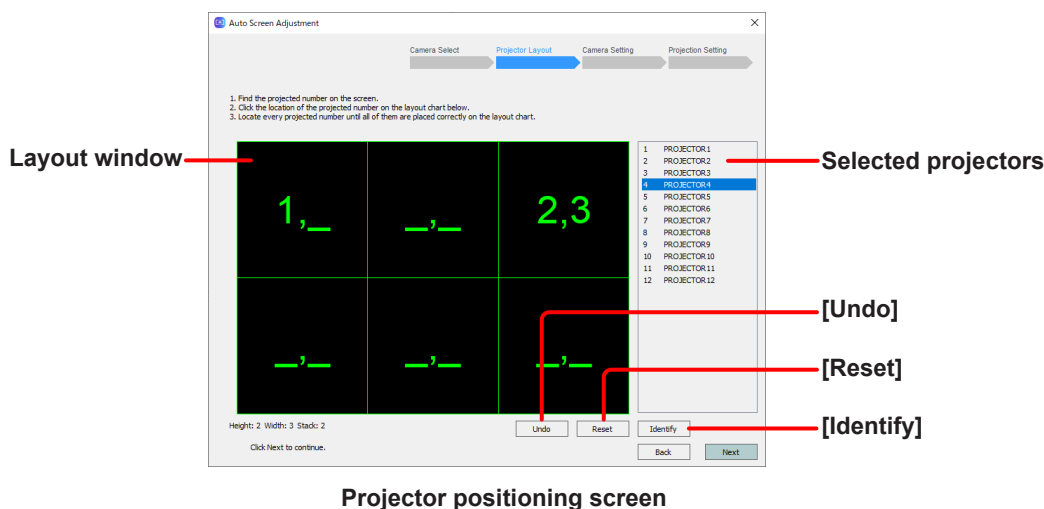 Auto Screen Adjustment
Camera Select Projector Layout Camera Setting Projection Setting
1. Find the projected number on the screen.
2. Click the location of the projected number on the layout chart below.
3. Locate every projected number until all of them are placed correctly on the layout chart.
Layout window
Selected projectors
1,_ _,_ 2,3
_,_ _,_ _,_
1 PROJECTOR1
2 PROJECTOR2
3 PROJECTOR3
4 PROJECTOR4
5 PROJECTOR5
6 PROJECTOR6
7 PROJECTOR7
8 PROJECTOR8
9 PROJECTOR9
10 PROJECTOR10
11 PROJECTOR11
12 PROJECTOR12
[Undo]
[Reset]
[Identify]
Height: 2 Width: 3 Stack: 2
Undo Reset Identify
Click Next to continue.
Back Next
Projector positioning screen